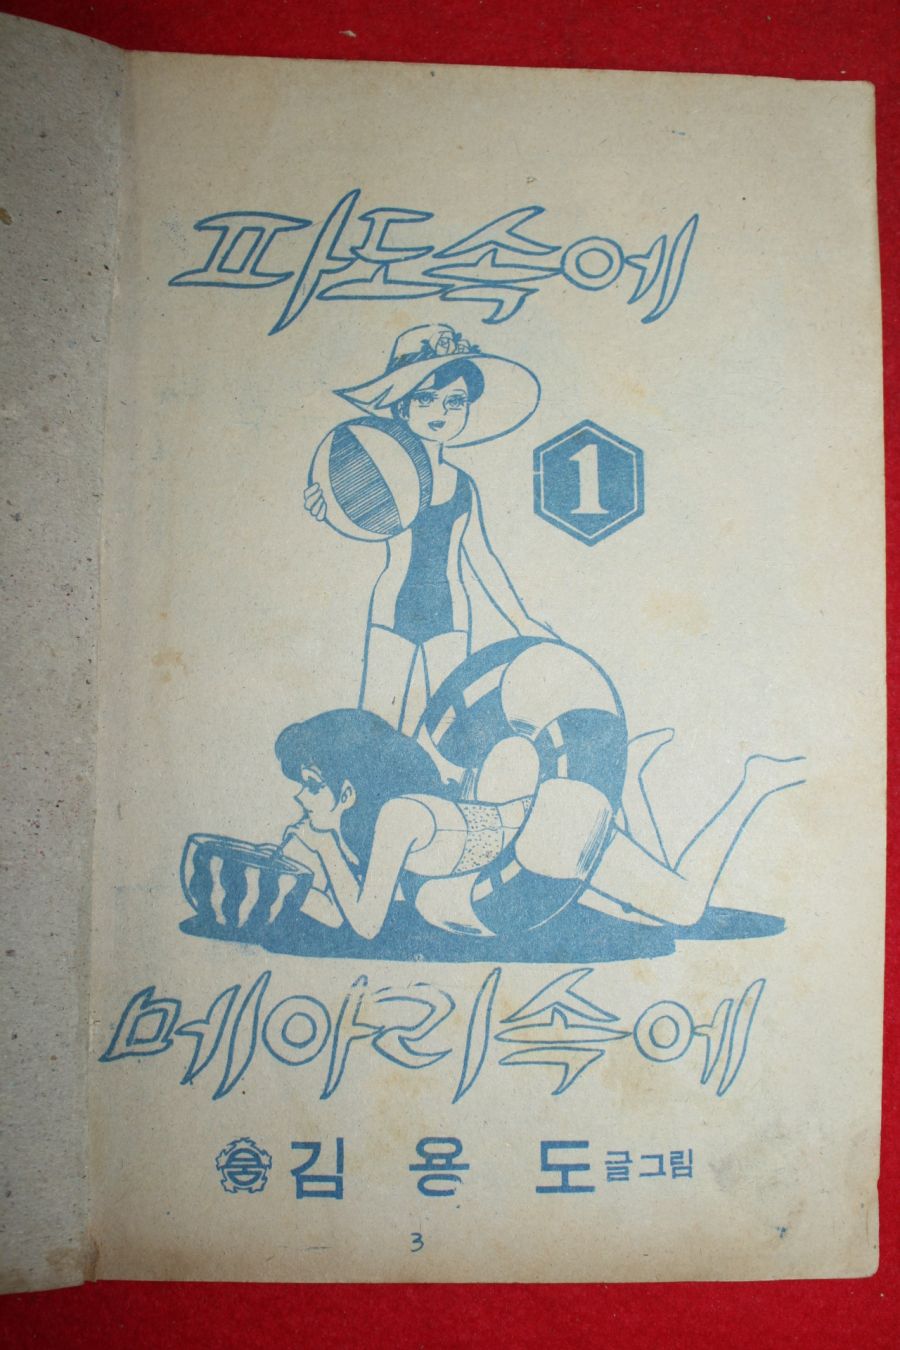 파도속에
1
메아리속에
김용도 글 그림
3